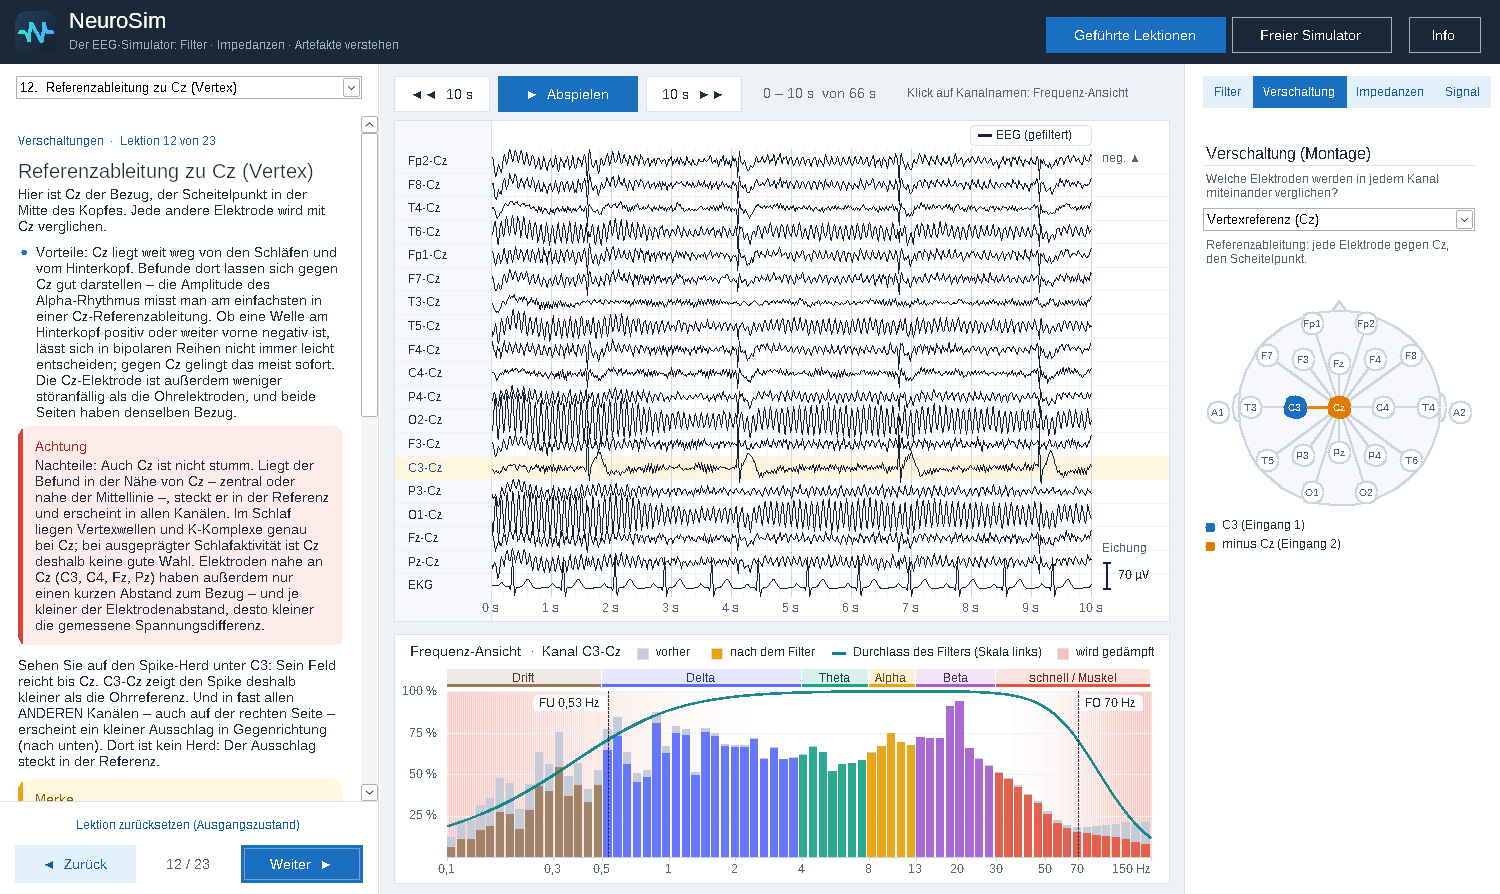 NeuroSim
Der EEG-Simulator: Filter · Impedanzen · Artefakte verstehen
Geführte Lektionen
Freier Simulator
Info
12. Referenzableitung zu Cz (Vertex)
Verschaltungen · Lektion 12 von 23
Referenzableitung zu Cz (Vertex)
Hier ist Cz der Bezug, der Scheitelpunkt in der
Mitte des Kopfes. Jede andere Elektrode wird mit
Cz verglichen.
• Vorteile: Cz liegt weit weg von den Schläfen und
vom Hinterkopf. Befunde dort lassen sich gegen
Cz gut darstellen – die Amplitude des
Alpha-Rhythmus misst man am einfachsten in
einer Cz-Referenzableitung. Ob eine Welle am
Hinterkopf positiv oder weiter vorne negativ ist,
lässt sich in bipolaren Reihen nicht immer leicht
entscheiden; gegen Cz gelingt das meist sofort.
Die Cz-Elektrode ist außerdem weniger
störanfällig als die Ohrelektroden, und beide
Seiten haben denselben Bezug.
Achtung
Nachteile: Auch Cz ist nicht stumm. Liegt der
Befund in der Nähe von Cz – zentral oder
nahe der Mittellinie –, steckt er in der Referenz
und erscheint in allen Kanälen. Im Schlaf
liegen Vertexwellen und K-Komplexe genau
bei Cz; bei ausgeprägter Schlafaktivität ist Cz
deshalb keine gute Wahl. Elektroden nahe an
Cz (C3, C4, Fz, Pz) haben außerdem nur
einen kurzen Abstand zum Bezug – und je
kleiner der Elektrodenabstand, desto kleiner
die gemessene Spannungsdifferenz.
Sehen Sie auf den Spike-Herd unter C3: Sein Feld
reicht bis Cz. C3-Cz zeigt den Spike deshalb
kleiner als die Ohrreferenz. Und in fast allen
ANDEREN Kanälen – auch auf der rechten Seite –
erscheint ein kleiner Ausschlag in Gegenrichtung
(nach unten). Dort ist kein Herd: Der Ausschlag
steckt in der Referenz.
Merke
Lektion zurücksetzen (Ausgangszustand)
◄ Zurück
12 / 23
Weiter ►
◄◄ 10 s
► Abspielen
10 s ►►
0 – 10 s von 66 s
Klick auf Kanalnamen: Frequenz-Ansicht
EEG (gefiltert)
neg. ▲
Fp2-Cz
F8-Cz
T4-Cz
T6-Cz
Fp1-Cz
F7-Cz
T3-Cz
T5-Cz
F4-Cz
C4-Cz
P4-Cz
O2-Cz
F3-Cz
C3-Cz
P3-Cz
O1-Cz
Fz-Cz
Pz-Cz
EKG
Eichung
70 µV
0 s 1 s 2 s 3 s 4 s 5 s 6 s 7 s 8 s 9 s 10 s
Frequenz-Ansicht · Kanal C3-Cz
vorher
nach dem Filter
Durchlass des Filters (Skala links)
wird gedämpft
Drift Delta Theta Alpha Beta schnell / Muskel
FU 0,53 Hz
FO 70 Hz
100 %
75 %
50 %
25 %
0,1 0,3 0,5 1 2 4 8 13 20 30 50 70 150 Hz
Filter
Verschaltung
Impedanzen
Signal
Verschaltung (Montage)
Welche Elektroden werden in jedem Kanal
miteinander verglichen?
Vertexreferenz (Cz)
Referenzableitung: jede Elektrode gegen Cz,
den Scheitelpunkt.
Fp1 Fp2
F7 F3 Fz F4 F8
A1 T3 C3 Cz C4 T4 A2
T5 P3 Pz P4 T6
O1 O2
C3 (Eingang 1)
minus Cz (Eingang 2)